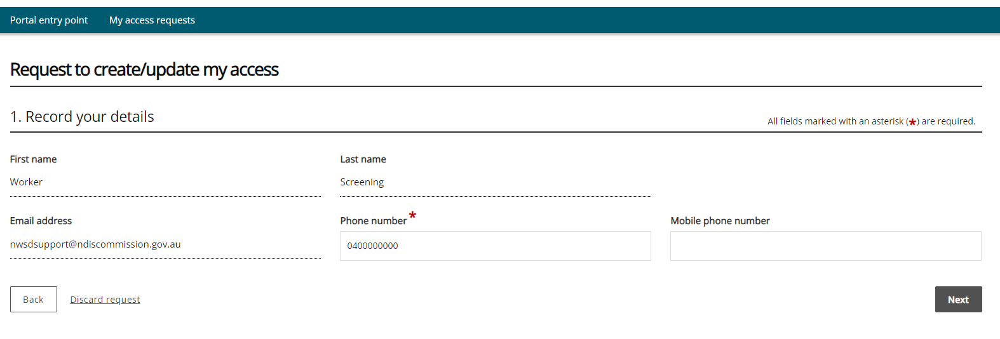 Portal entry point My access requests
Request to create/update my access
1. Record your details
All fields marked with an asterisk (*) are required.
First name Last name
Worker Screening
Email address Phone number * Mobile phone number
nwsdsupport@ndiscommission.gov.au 0400000000
Back Discard request Next